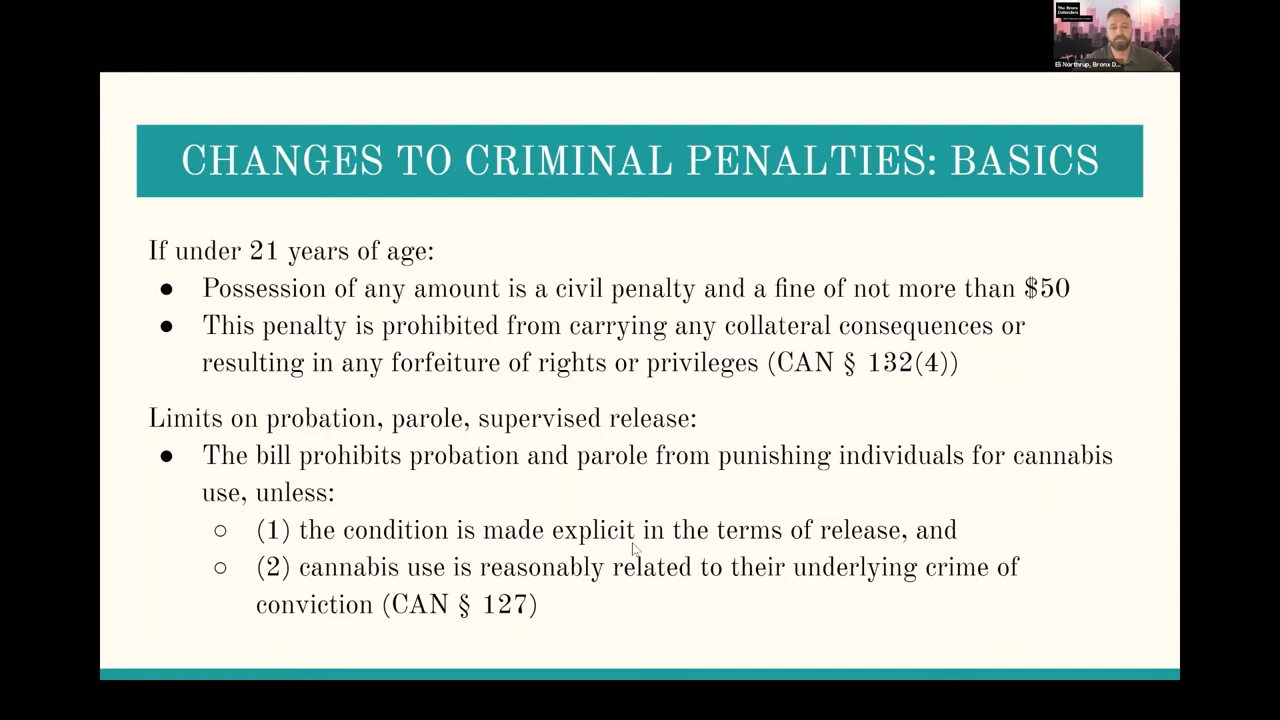 The Bronx
Defenders
Eli Northrup, Bronx D...
CHANGES TO CRIMINAL PENALTIES: BASICS
If under 21 years of age:
● Possession of any amount is a civil penalty and a fine of not more than $50
● This penalty is prohibited from carrying any collateral consequences or
resulting in any forfeiture of rights or privileges (CAN § 132(4))
Limits on probation, parole, supervised release:
● The bill prohibits probation and parole from punishing individuals for cannabis
use, unless:
○ (1) the condition is made explicit in the terms of release, and
○ (2) cannabis use is reasonably related to their underlying crime of
conviction (CAN § 127)